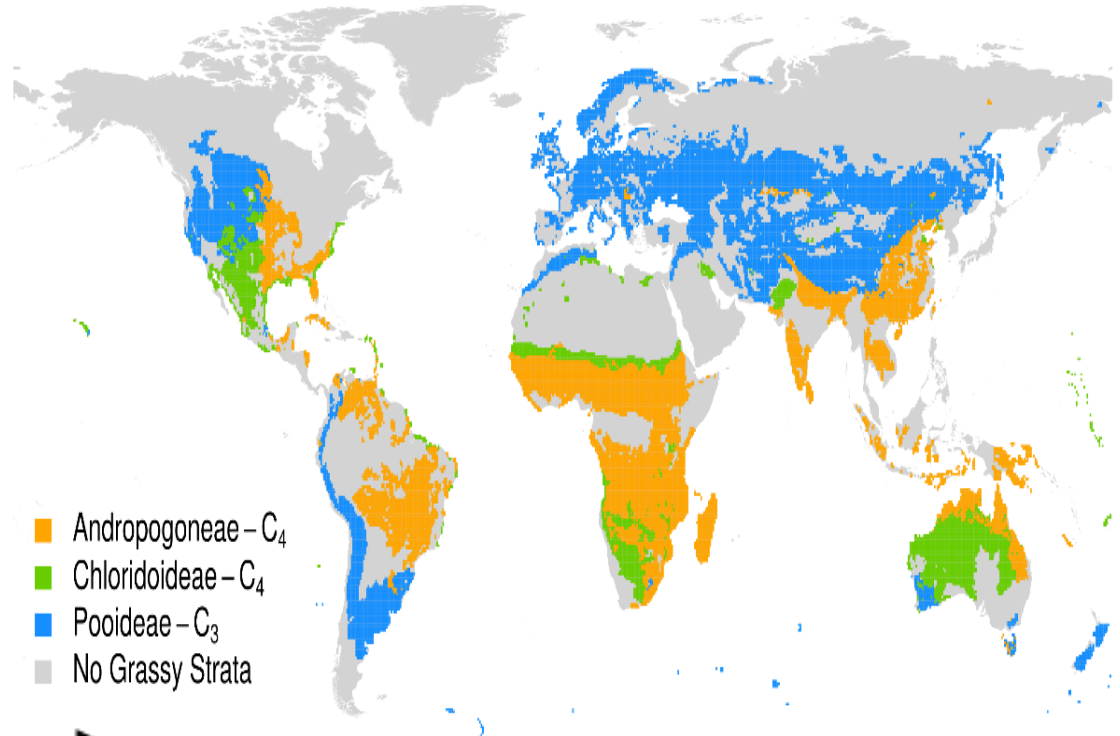 Andropogoneae – C₄
Chloridoideae – C₄
Pooideae – C₃
No Grassy Strata